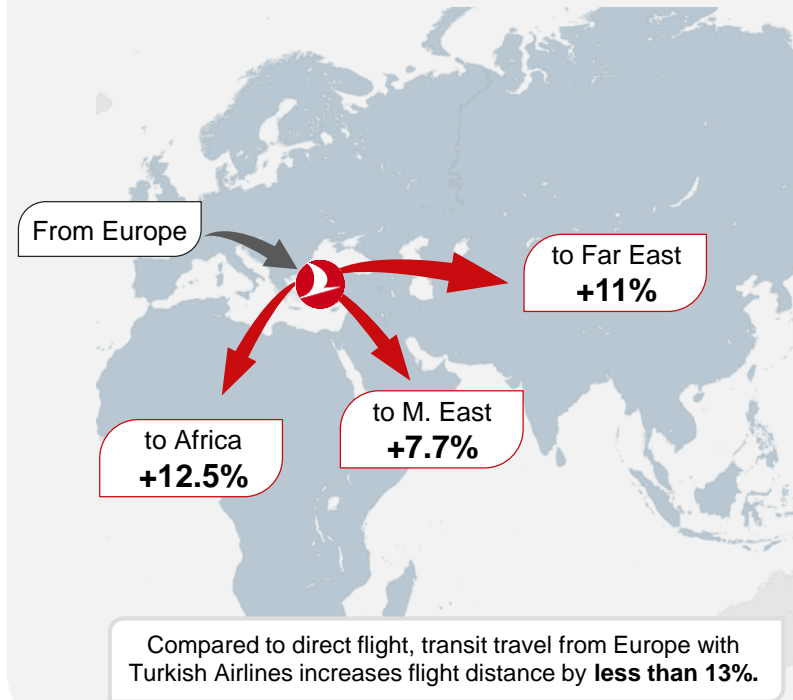 From Europe
to Far East
+11%
to M. East
+7.7%
to Africa
+12.5%
Compared to direct flight, transit travel from Europe with
Turkish Airlines increases flight distance by less than 13%.